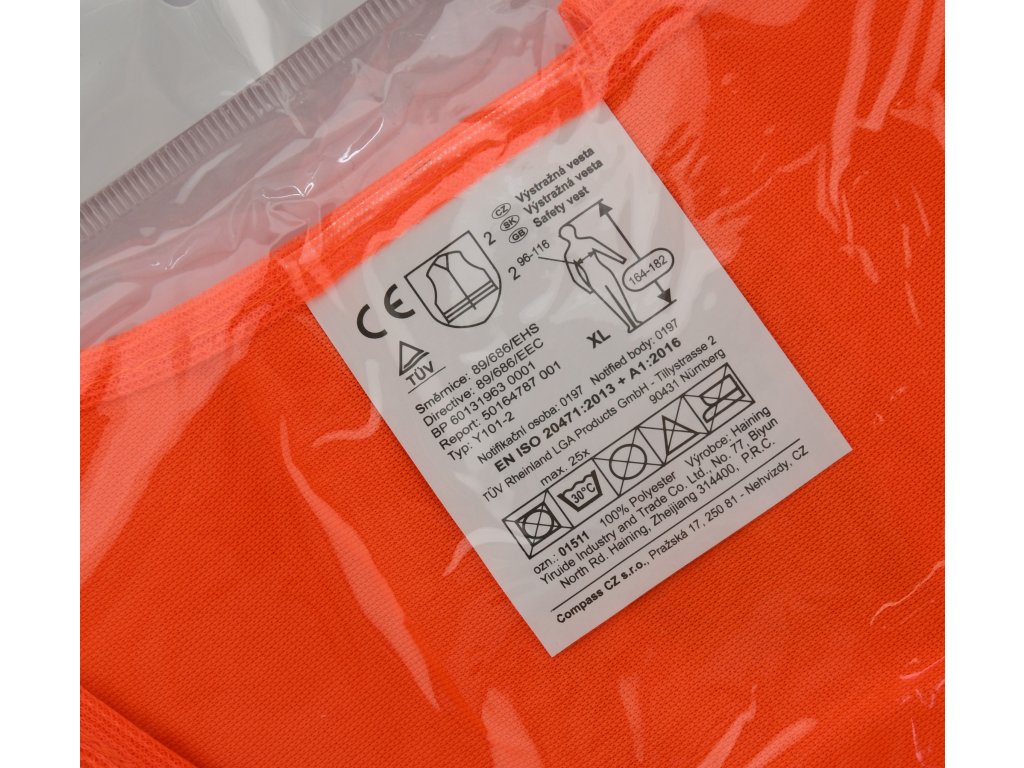 CZ Výstražná vesta
SK Výstražná vesta
GB Safety vest
CE
2
2
96-116
164-182
XL
TÜV
Směrnice: 89/686/EHS
Directive: 89/686/EEC
BP 60131963 0001
Report: 50164787 001
Typ: Y101-2
Notifikační osoba: 0197 Notified body: 0197
EN ISO 20471:2013 + A1:2016
TÜV Rheinland LGA Products GmbH - Tillystrasse 2
90431 Nürnberg
max. 25x
30°C
ozn.: 01511 100% Polyester Výrobce: Haining
Yiruide Industry and Trade Co. Ltd., No. 77, Biyun
North Rd. Haining, Zheijiang 314400, P.R.C.
Compass CZ s.r.o., Pražská 17, 250 81 - Nehvizdy, CZ